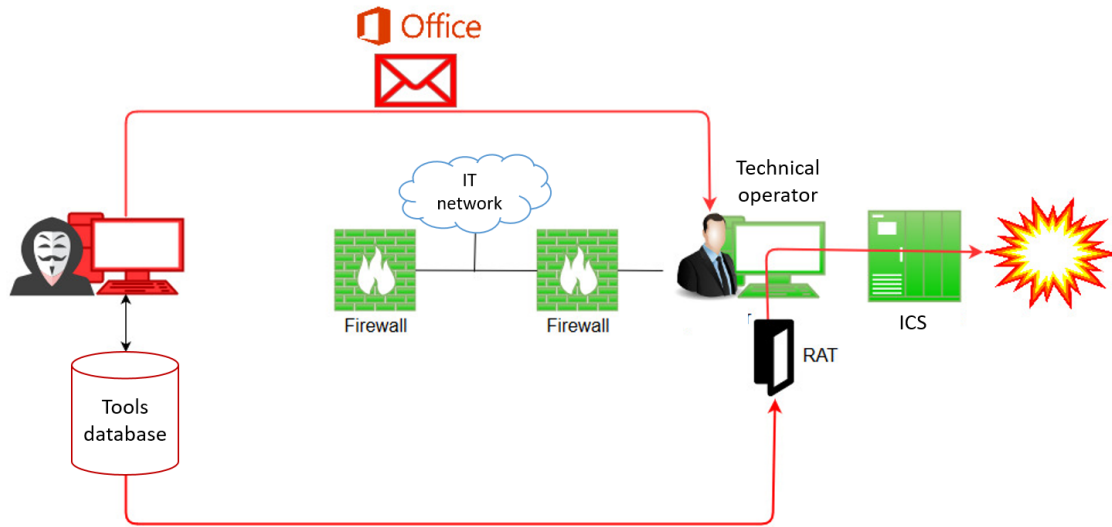 Office
Technical
operator
IT
network
Firewall
Firewall
ICS
RAT
Tools
database